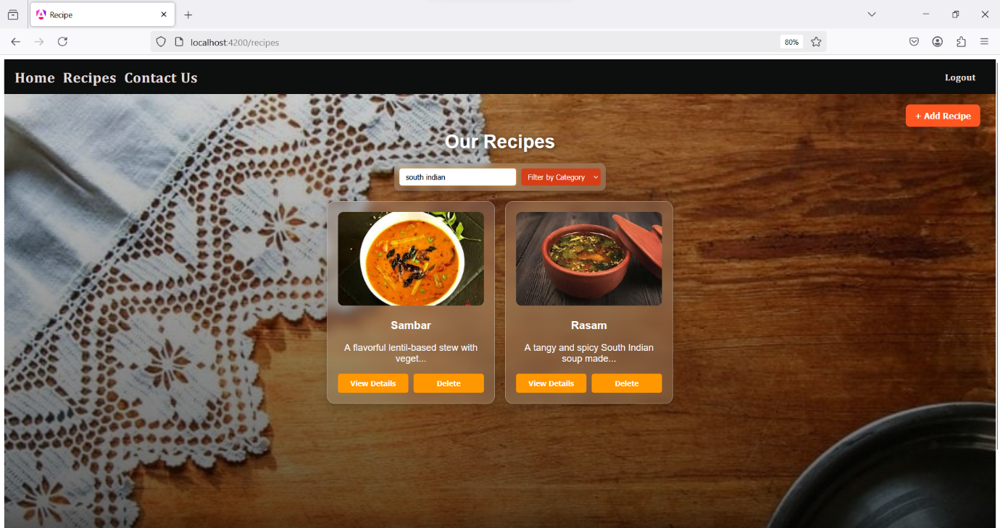 Recipe
localhost:4200/recipes
80%
Home Recipes Contact Us
Logout
+ Add Recipe
Our Recipes
south indian
Filter by Category
Sambar
A flavorful lentil-based stew with
veget...
View Details
Delete
Rasam
A tangy and spicy South Indian
soup made...
View Details
Delete